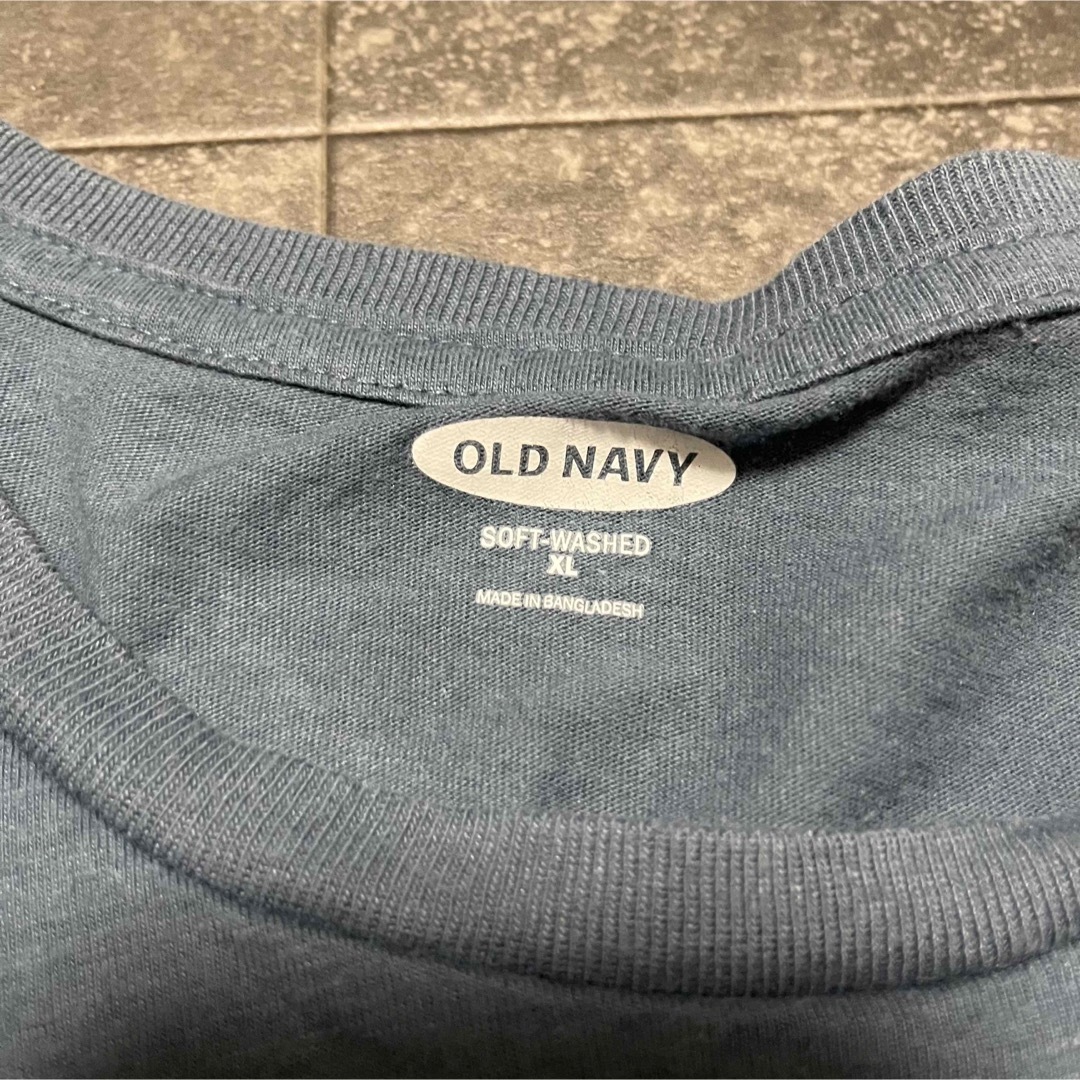 OLD NAVY
SOFT-WASHED
XL
MADE IN BANGLADESH